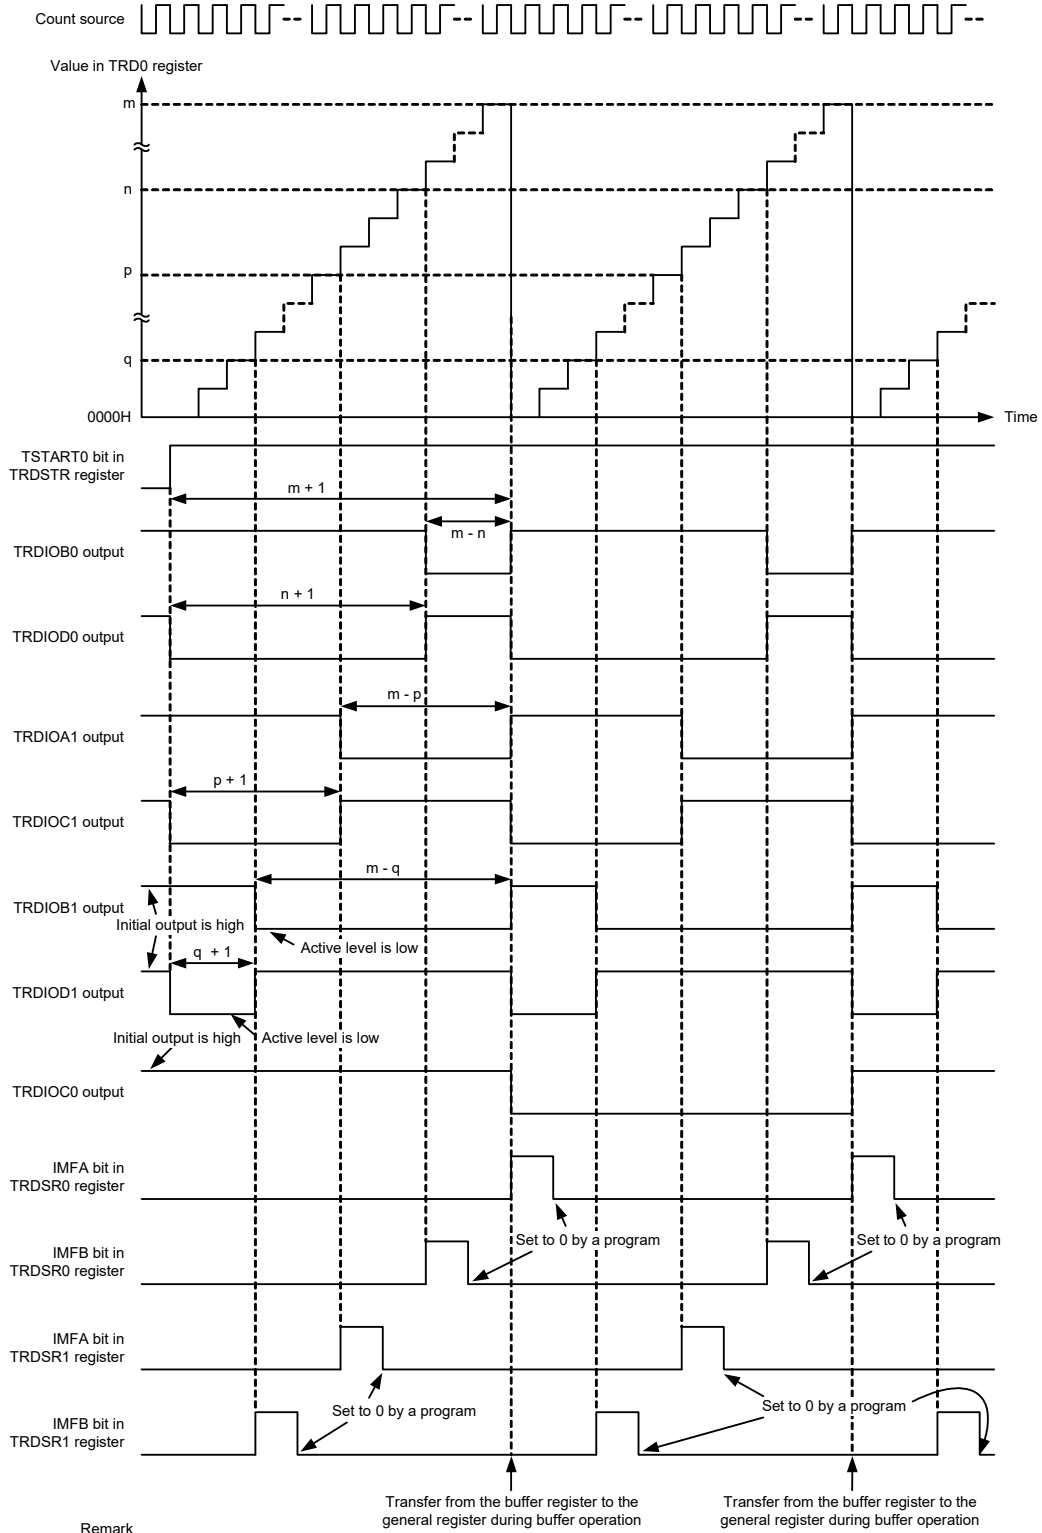 Count source
Value in TRD0 register
m
n
p
q
0000H
Time
TSTART0 bit in
TRDSTR register
m + 1
m - n
TRDIOB0 output
n + 1
TRDIOD0 output
m - p
TRDIOA1 output
p + 1
TRDIOC1 output
m - q
TRDIOB1 output
Initial output is high
Active level is low
q + 1
TRDIOD1 output
Initial output is high
Active level is low
TRDIOC0 output
IMFA bit in
TRDSR0 register
Set to 0 by a program
Set to 0 by a program
IMFB bit in
TRDSR0 register
IMFA bit in
TRDSR1 register
Set to 0 by a program
Set to 0 by a program
IMFB bit in
TRDSR1 register
Transfer from the buffer register to the
general register during buffer operation
Transfer from the buffer register to the
general register during buffer operation
Remark